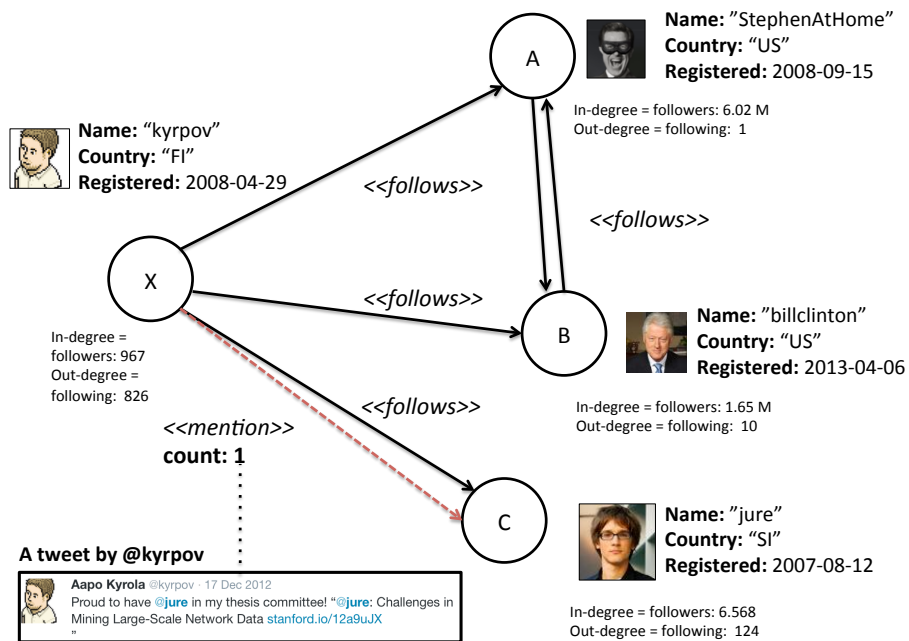 A
Name: ”StephenAtHome”
Country: “US”
Registered: 2008-09-15
In-degree = followers: 6.02 M
Out-degree = following: 1
Name: “kyrpov”
Country: “FI”
Registered: 2008-04-29
<<follows>>
<<follows>>
X
<<follows>>
B
Name: ”billclinton”
Country: “US”
Registered: 2013-04-06
In-degree =
followers: 967
Out-degree =
following: 826
<<follows>>
In-degree = followers: 1.65 M
Out-degree = following: 10
<<mention>>
count: 1
C
Name: ”jure”
Country: “SI”
Registered: 2007-08-12
In-degree = followers: 6.568
Out-degree = following: 124
A tweet by @kyrpov
Aapo Kyrola @kyrpov · 17 Dec 2012
Proud to have @jure in my thesis committee! “@jure: Challenges in
Mining Large-Scale Network Data stanford.io/12a9uJX
”